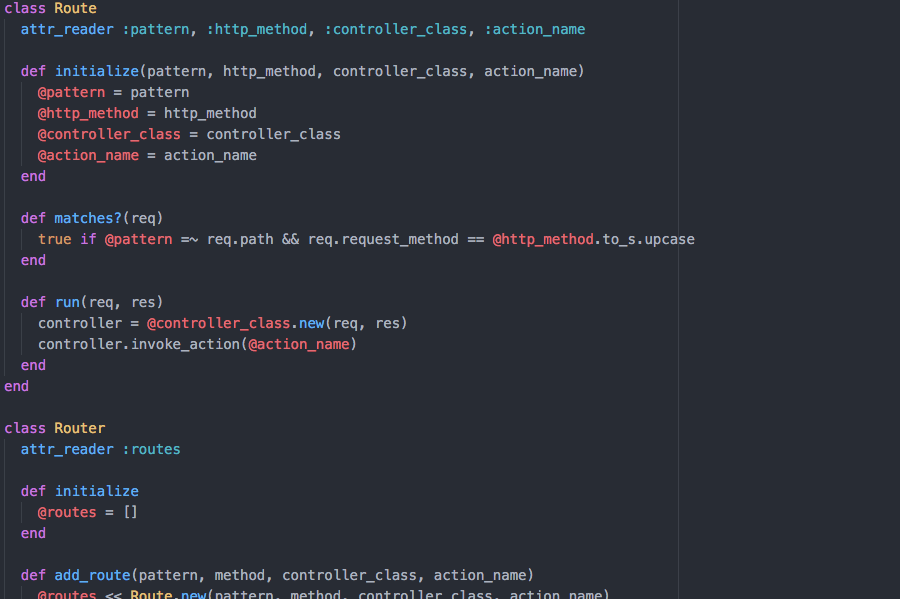 class Route
  attr_reader :pattern, :http_method, :controller_class, :action_name

  def initialize(pattern, http_method, controller_class, action_name)
    @pattern = pattern
    @http_method = http_method
    @controller_class = controller_class
    @action_name = action_name
  end

  def matches?(req)
    true if @pattern =~ req.path && req.request_method == @http_method.to_s.upcase
  end

  def run(req, res)
    controller = @controller_class.new(req, res)
    controller.invoke_action(@action_name)
  end
end

class Router
  attr_reader :routes

  def initialize
    @routes = []
  end

  def add_route(pattern, method, controller_class, action_name)
    @routes << Route.new(pattern, method, controller_class, action_name)